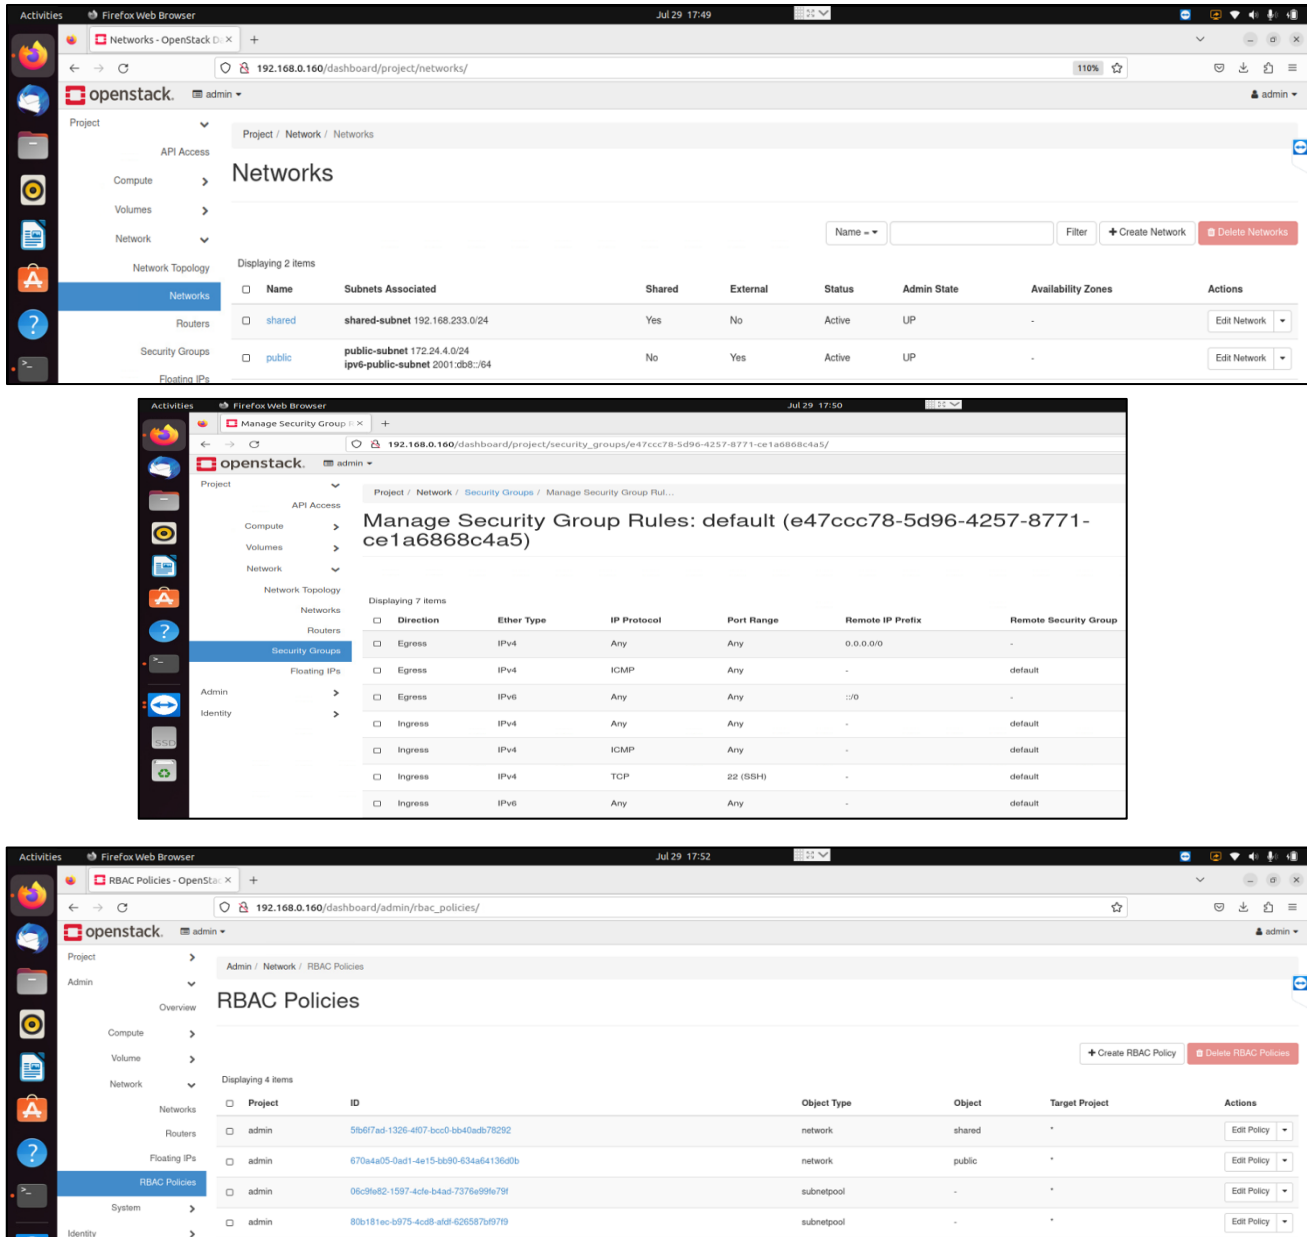 Activities Firefox Web Browser Jul 29 17:49
Networks - OpenStack D × +
192.168.0.160/dashboard/project/networks/ 110%
openstack. admin admin
Project
Project / Network / Networks
API Access
Networks
Compute
Volumes
Network
Name = Filter + Create Network Delete Networks
Network Topology
Displaying 2 items
Name Subnets Associated Shared External Status Admin State Availability Zones Actions
Networks
Routers
shared shared-subnet 192.168.233.0/24 Yes No Active UP - Edit Network
Security Groups
public public-subnet 172.24.4.0/24 No Yes Active UP - Edit Network
ipv6-public-subnet 2001:db8::/64
Floating IPs
Activities Firefox Web Browser Jul 29 17:50
Manage Security Group × +
192.168.0.160/dashboard/project/security_groups/e47ccc78-5d96-4257-8771-ce1a6868c4a5/
openstack. admin
Project
Project / Network / Security Groups / Manage Security Group Rul...
API Access
Manage Security Group Rules: default (e47ccc78-5d96-4257-8771-
ce1a6868c4a5)
Compute
Volumes
Network
Network Topology
Displaying 7 items
Networks
Direction Ether Type IP Protocol Port Range Remote IP Prefix Remote Security Group
Routers
Egress IPv4 Any Any 0.0.0.0/0 -
Security Groups
Floating IPs
Egress IPv4 ICMP Any - default
Admin
Egress IPv6 Any Any ::/0 -
Identity
Ingress IPv4 Any Any - default
SSD
Ingress IPv4 ICMP Any - default
Ingress IPv4 TCP 22 (SSH) - default
Ingress IPv6 Any Any - default
Activities Firefox Web Browser Jul 29 17:52
RBAC Policies - OpenStac × +
192.168.0.160/dashboard/admin/rbac_policies/
openstack. admin admin
Project
Admin / Network / RBAC Policies
Admin
RBAC Policies
Overview
Compute
+ Create RBAC Policy Delete RBAC Policies
Volume
Network
Displaying 4 items
Project ID Object Type Object Target Project Actions
Networks
admin 5fb6f7ad-1326-4f07-bcc0-bb40adb78292 network shared * Edit Policy
Routers
Floating IPs
admin 670a4a05-0ad1-4e15-bb90-634a64136d0b network public * Edit Policy
RBAC Policies
admin 06c9fe82-1597-4cfe-b4ad-7376e99fe79f subnetpool - * Edit Policy
System
admin 80b181ec-b975-4cd8-afdf-626587bf97f9 subnetpool - * Edit Policy
Identity